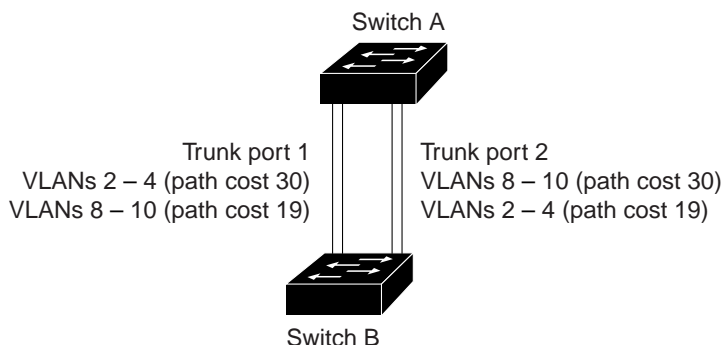 Switch A
Trunk port 1
VLANs 2 – 4 (path cost 30)
VLANs 8 – 10 (path cost 19)
Trunk port 2
VLANs 8 – 10 (path cost 30)
VLANs 2 – 4 (path cost 19)
Switch B